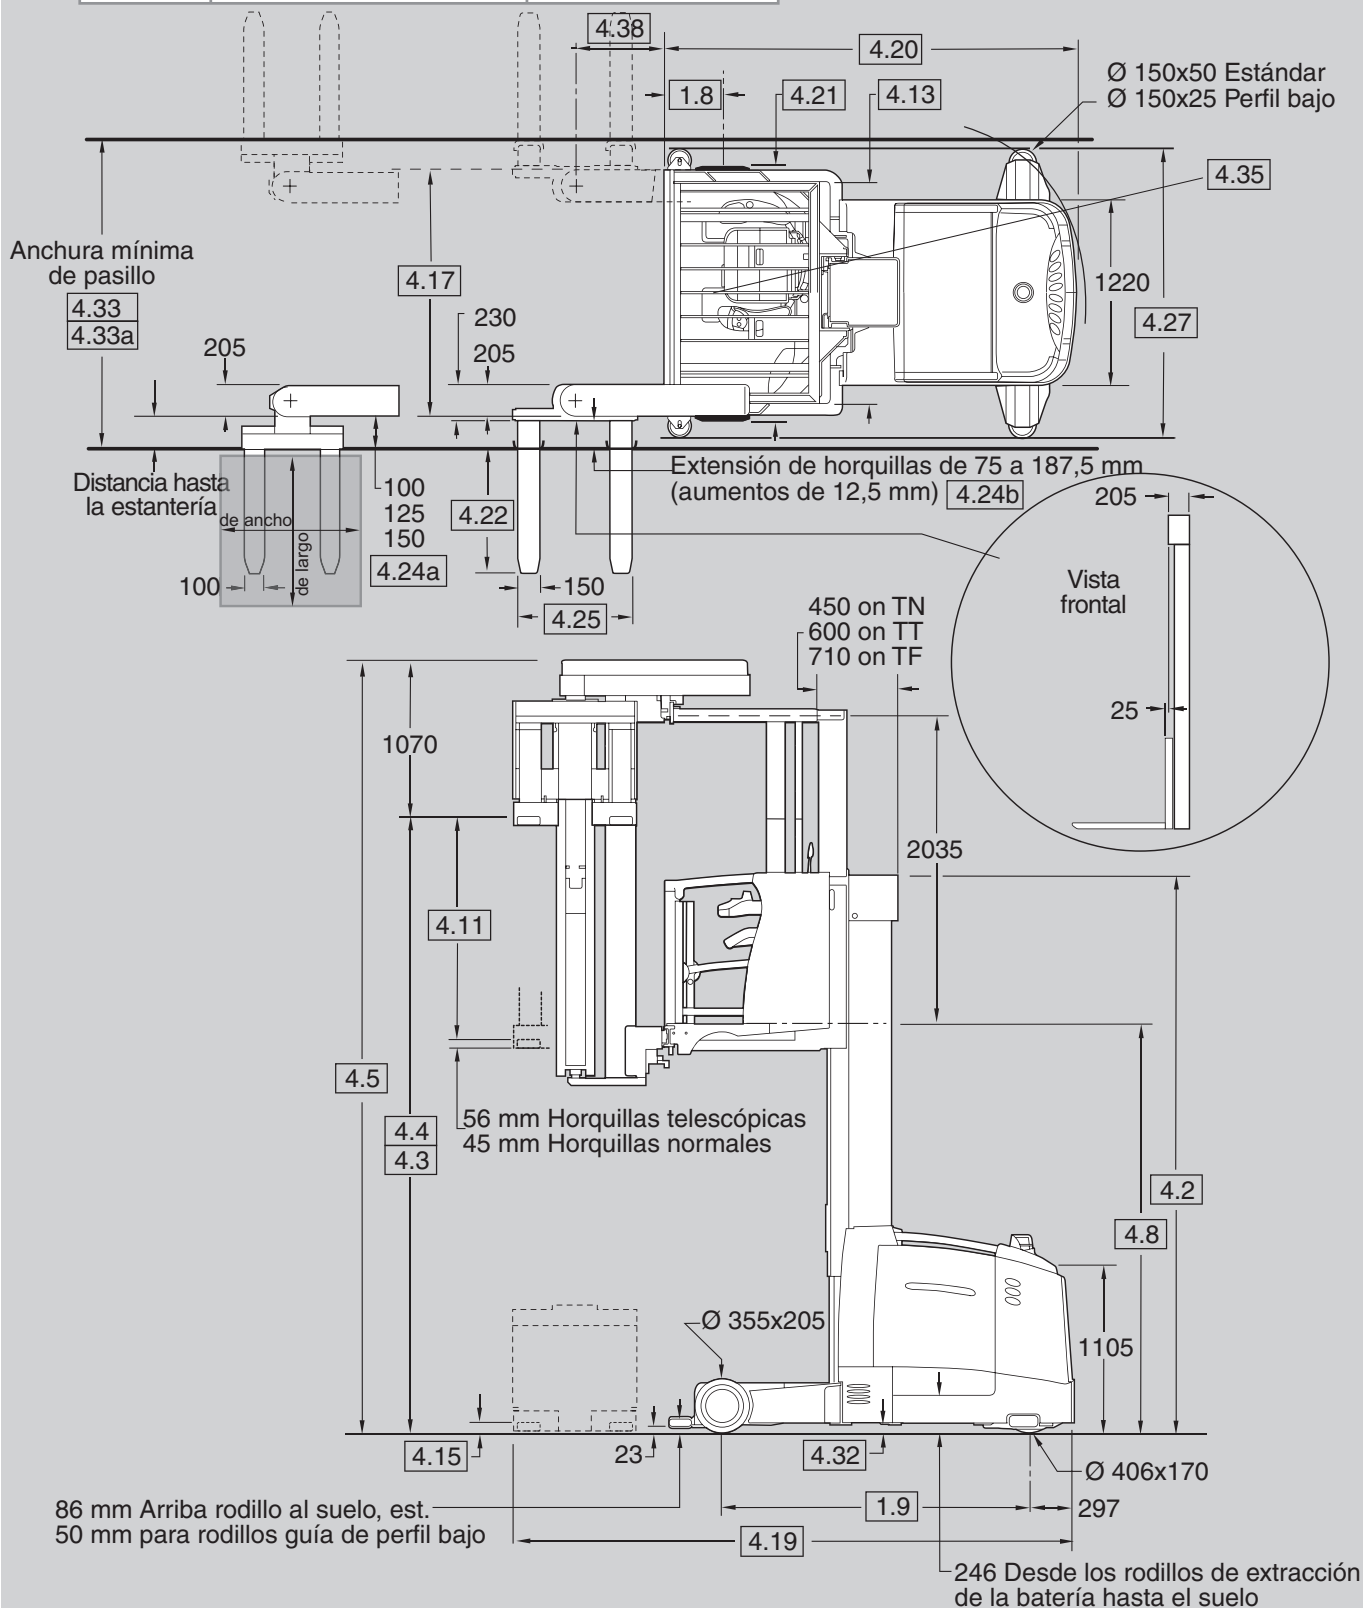 4.38
4.20
Ø 150x50 Estándar
Ø 150x25 Perfil bajo
1.8
4.21
4.13
4.35
Anchura mínima
de pasillo
4.33
4.33a
4.17
1220
4.27
230
205
205
Extensión de horquillas de 75 a 187,5 mm
(aumentos de 12,5 mm) 4.24b
Distancia hasta
la estantería
de ancho
de largo
100
125
150
4.24a
4.22
100
150
4.25
205
Vista
frontal
25
450 on TN
600 on TT
710 on TF
1070
2035
4.11
4.5
56 mm Horquillas telescópicas
45 mm Horquillas normales
4.4
4.3
4.2
4.8
Ø 355x205
1105
4.15
23
4.32
Ø 406x170
86 mm Arriba rodillo al suelo, est.
50 mm para rodillos guía de perfil bajo
1.9
297
4.19
246 Desde los rodillos de extracción
de la batería hasta el suelo